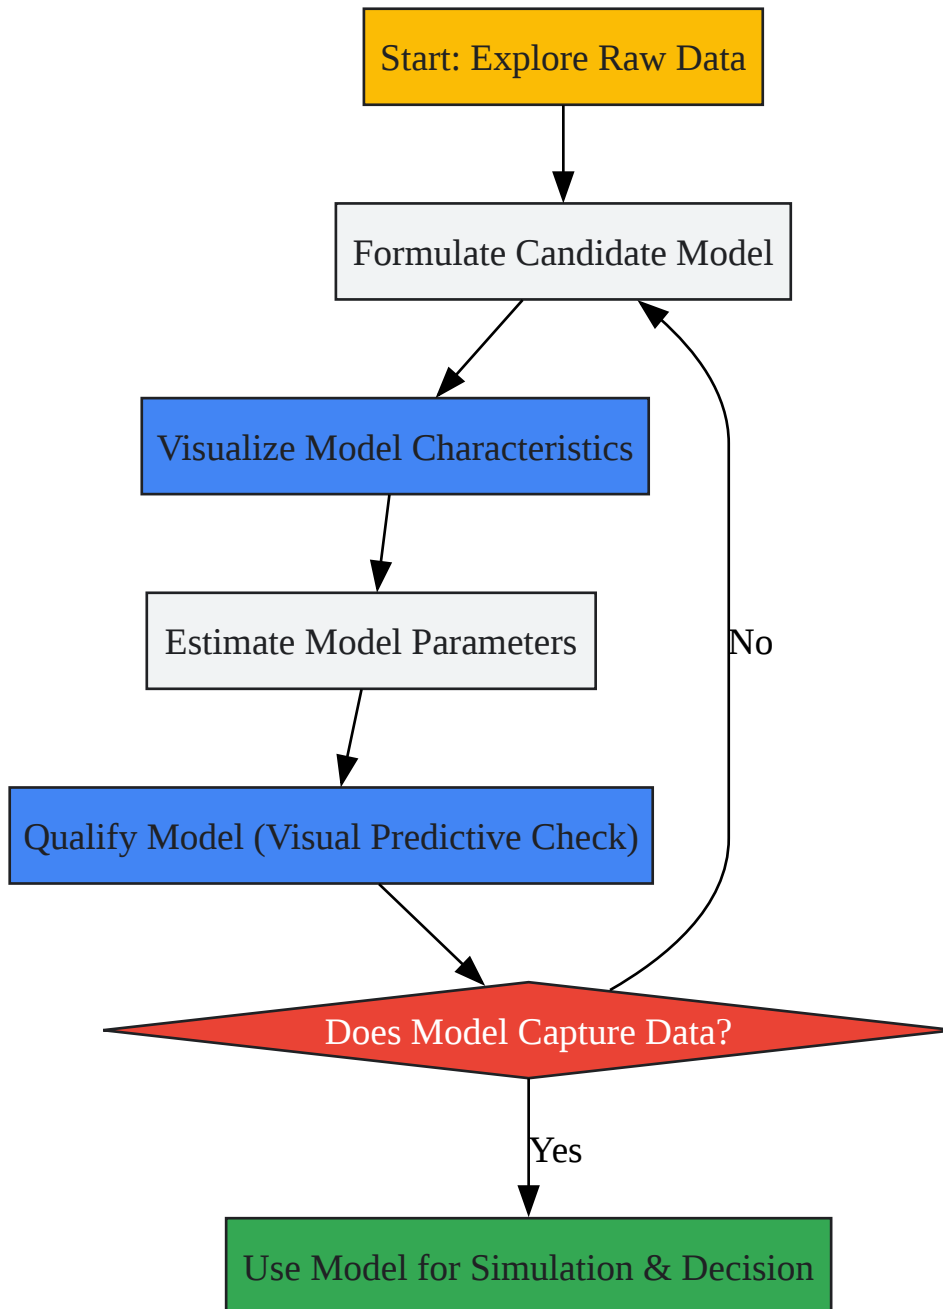 Start: Explore Raw Data
Formulate Candidate Model
Visualize Model Characteristics
Estimate Model Parameters
No
Qualify Model (Visual Predictive Check)
Does Model Capture Data?
Yes
Use Model for Simulation & Decision